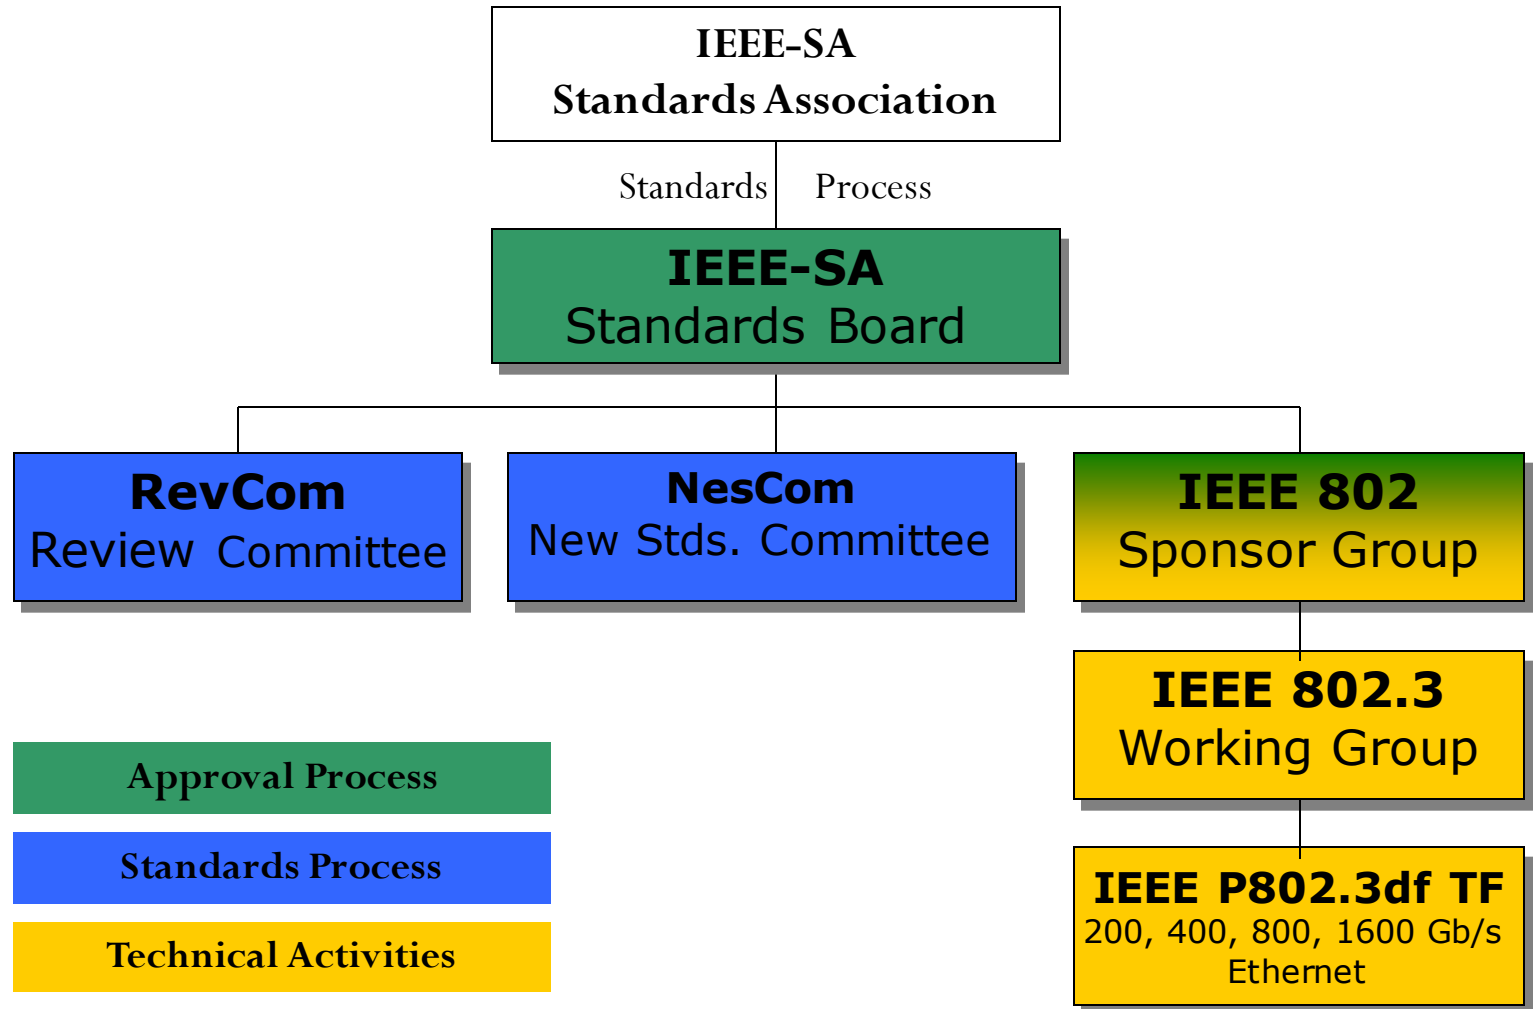 IEEE-SA
Standards Association
Standards Process
IEEE-SA
Standards Board
RevCom
Review Committee
NesCom
New Stds. Committee
IEEE 802
Sponsor Group
IEEE 802.3
Working Group
IEEE P802.3df TF
200, 400, 800, 1600 Gb/s
Ethernet
Approval Process
Standards Process
Technical Activities